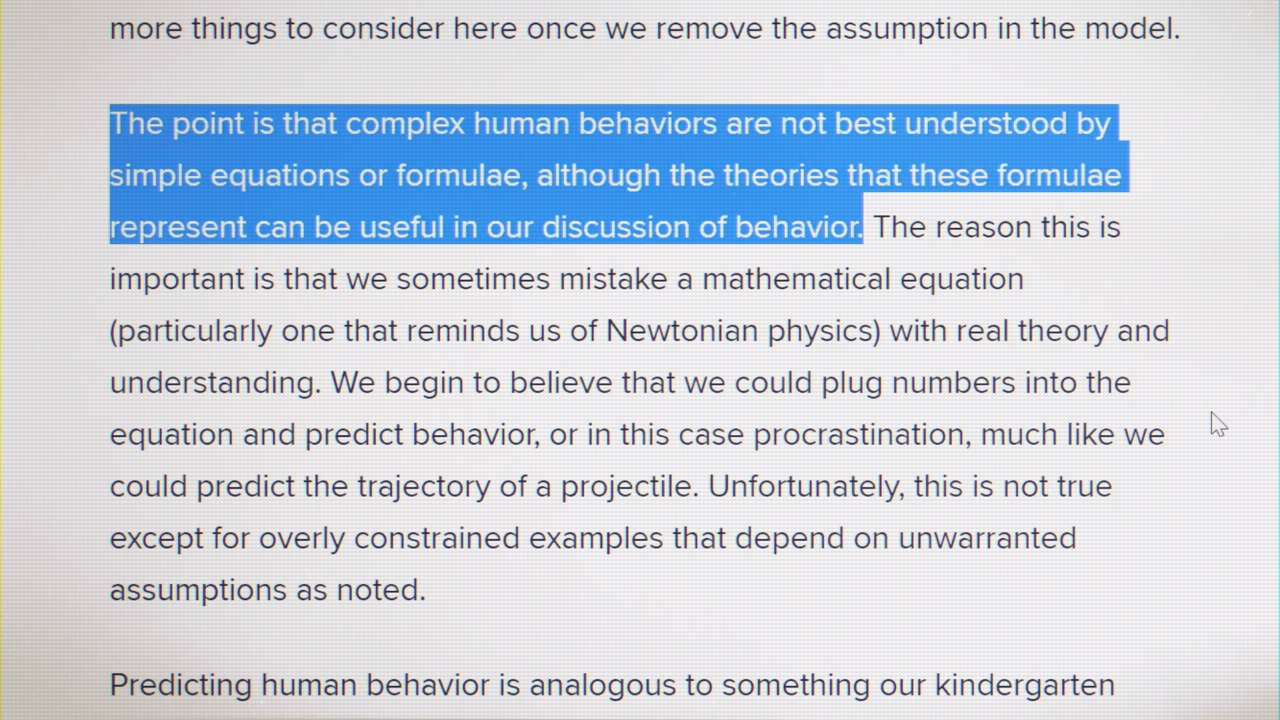 more things to consider here once we remove the assumption in the model.
The point is that complex human behaviors are not best understood by
simple equations or formulae, although the theories that these formulae
represent can be useful in our discussion of behavior. The reason this is
important is that we sometimes mistake a mathematical equation
(particularly one that reminds us of Newtonian physics) with real theory and
understanding. We begin to believe that we could plug numbers into the
equation and predict behavior, or in this case procrastination, much like we
could predict the trajectory of a projectile. Unfortunately, this is not true
except for overly constrained examples that depend on unwarranted
assumptions as noted.
Predicting human behavior is analogous to something our kindergarten